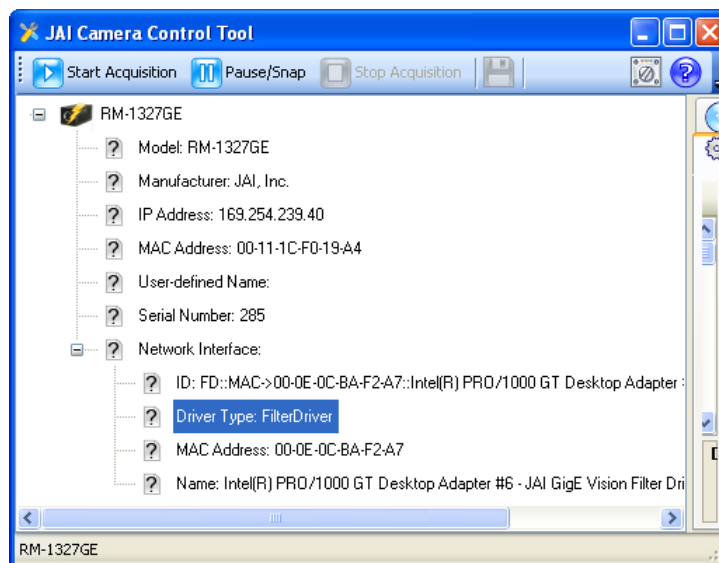 JAI Camera Control Tool
Start Acquisition Pause/Snap Stop Acquisition
RM-1327GE
Model: RM-1327GE
Manufacturer: JAI, Inc.
IP Address: 169.254.239.40
MAC Address: 00-11-1C-F0-19-A4
User-defined Name:
Serial Number: 285
Network Interface:
ID: FD::MAC->00-0E-0C-BA-F2-A7::Intel(R) PRO/1000 GT Desktop Adapter
Driver Type: FilterDriver
MAC Address: 00-0E-0C-BA-F2-A7
Name: Intel(R) PRO/1000 GT Desktop Adapter #6 - JAI GigE Vision Filter Dri
RM-1327GE